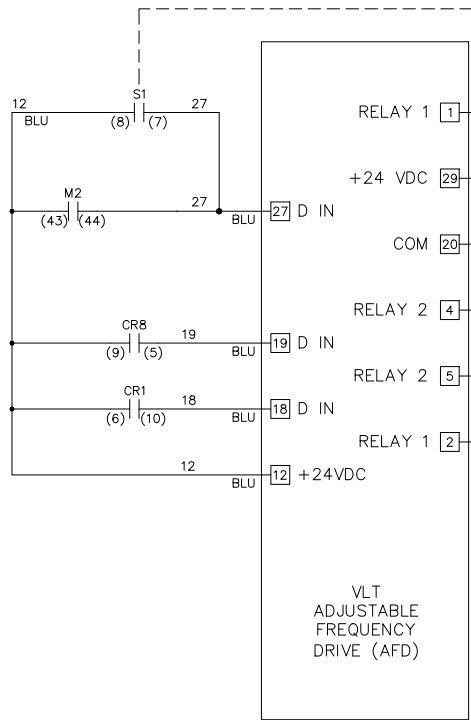 S1
12 27
BLU (8) (7)
RELAY 1 1
+24 VDC 29
M2
27
(43) (44) BLU 27 D IN
COM 20
RELAY 2 4
CR8
19
(9) (5) BLU 19 D IN
RELAY 2 5
CR1
18
(6) (10) BLU 18 D IN
RELAY 1 2
12
BLU 12 +24VDC
VLT
ADJUSTABLE
FREQUENCY
DRIVE (AFD)